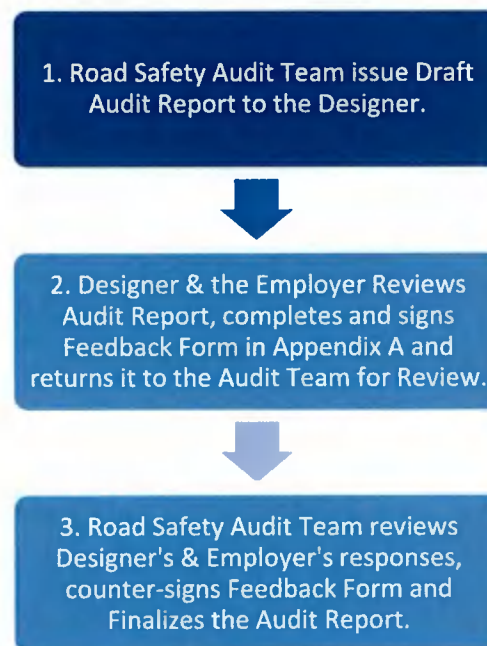 1. Road Safety Audit Team issue Draft
Audit Report to the Designer.
2. Designer & the Employer Reviews
Audit Report, completes and signs
Feedback Form in Appendix A and
returns it to the Audit Team for Review.
3. Road Safety Audit Team reviews
Designer's & Employer's responses,
counter-signs Feedback Form and
Finalizes the Audit Report.